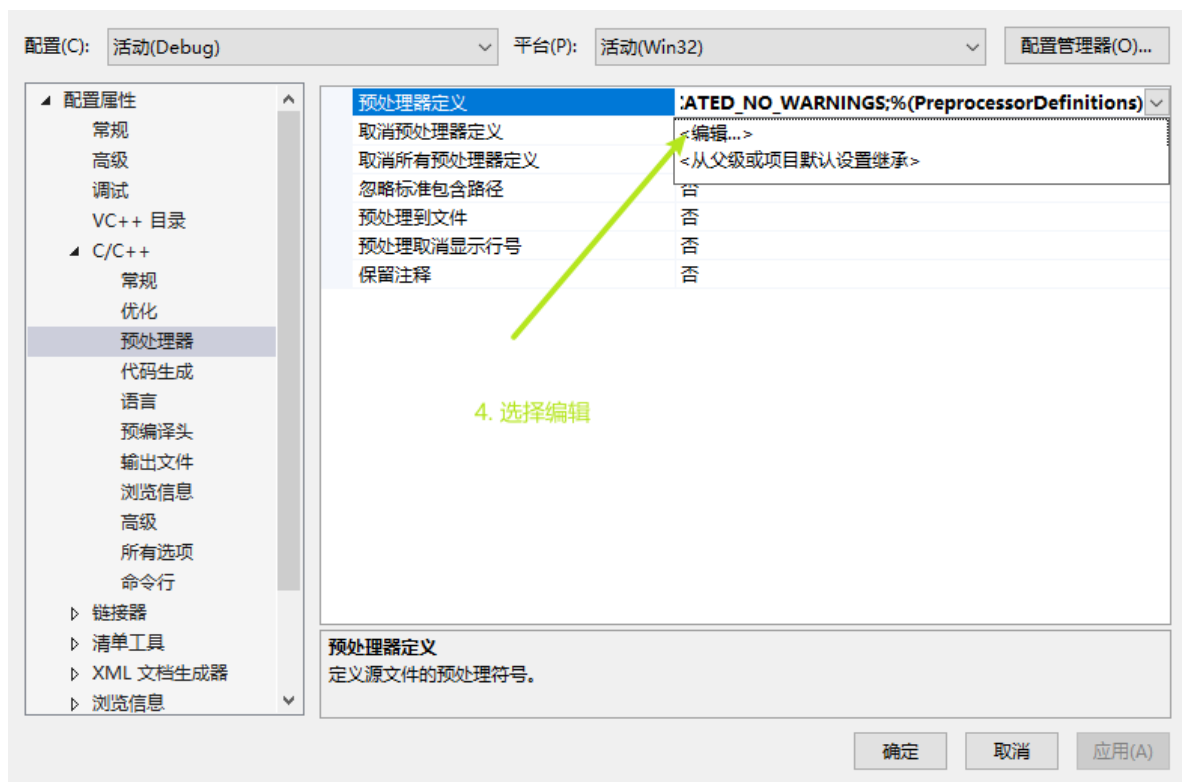 配置(C): 活动(Debug) 平台(P): 活动(Win32) 配置管理器(O)...
配置属性
常规
高级
调试
VC++ 目录
C/C++
常规
优化
预处理器
代码生成
语言
预编译头
输出文件
浏览信息
高级
所有选项
命令行
链接器
清单工具
XML 文档生成器
浏览信息
预处理器定义 ATED_NO_WARNINGS;%(PreprocessorDefinitions)
<编辑...>
<从父级或项目默认设置继承>
取消预处理器定义
取消所有预处理器定义
忽略标准包含路径 否
预处理到文件 否
预处理取消显示行号 否
保留注释 否
4. 选择编辑
预处理器定义
定义源文件的预处理符号。
确定 取消 应用(A)